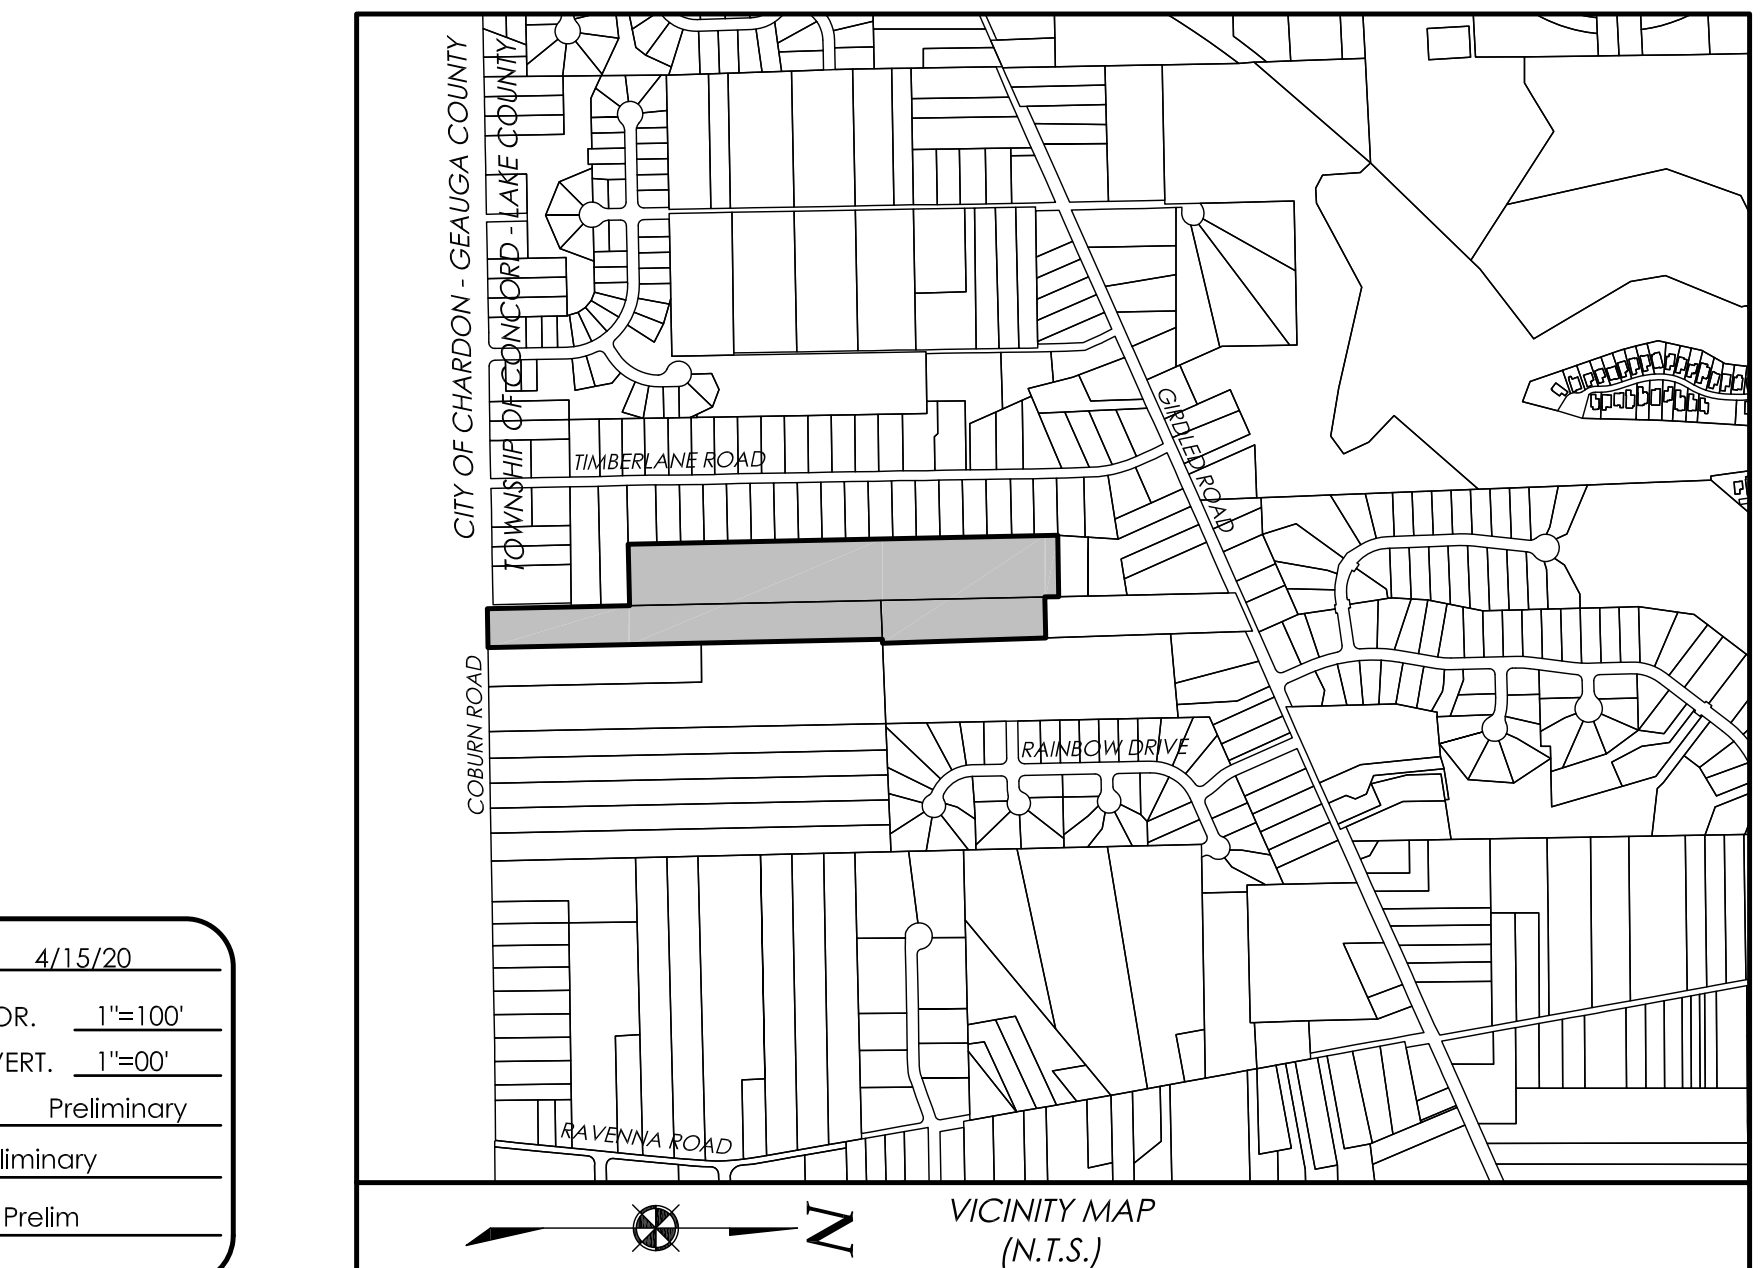 CITY OF CHARDON - GEAUGA COUNTY
TOWNSHIP OF CONCORD - LAKE COUNTY
TIMBERLANE ROAD
GIRDLED ROAD
COBURN ROAD
RAINBOW DRIVE
RAVENNA ROAD
4/15/20
OR. 1"=100'
VERT. 1"=00'
Preliminary
liminary
Prelim
N
VICINITY MAP
(N.T.S.)